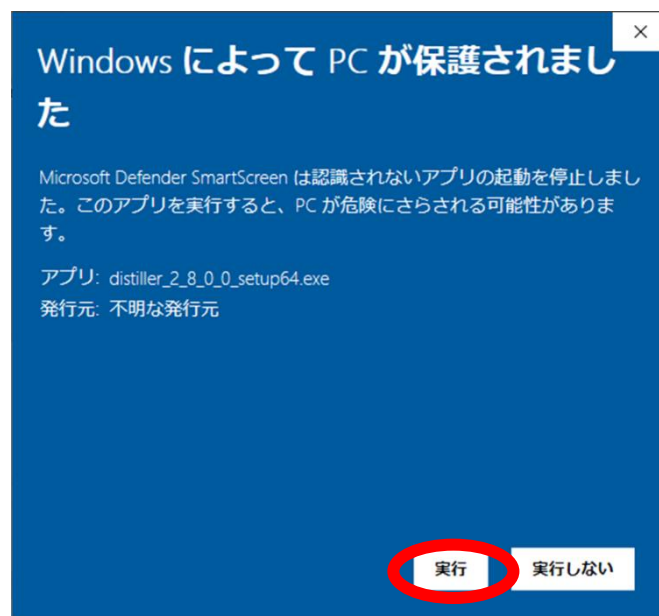 Windows によって PC が保護されまし
た
Microsoft Defender SmartScreen は認識されないアプリの起動を停止しまし
た。このアプリを実行すると、PC が危険にさらされる可能性がありま
す。
アプリ: distiller_2_8_0_0_setup64.exe
発行元: 不明な発行元
実行
実行しない